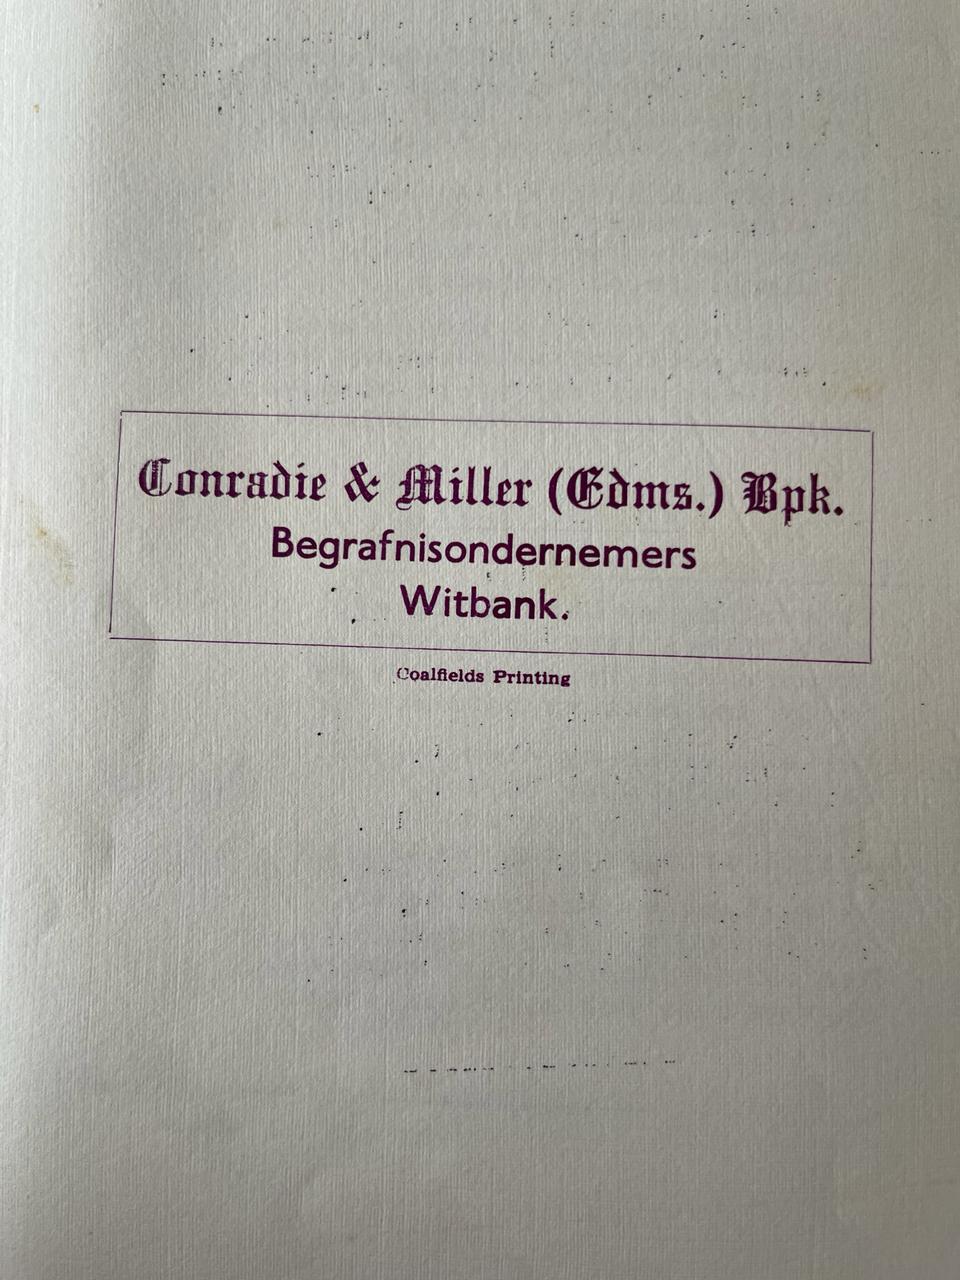 Conradie & Miller (Edms.) Bpk.
Begrafnisondernemers
Witbank.
Coalfields Printing